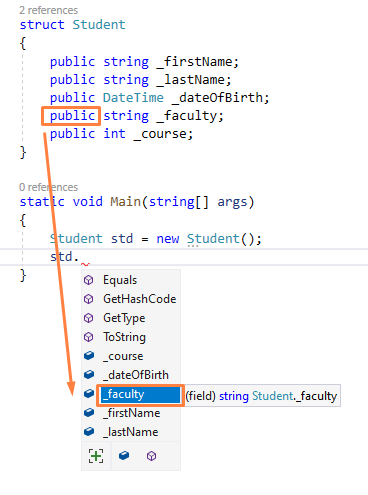 2 references
struct Student
{
public string _firstName;
public string _lastName;
public DateTime _dateOfBirth;
public string _faculty;
public int _course;
}
0 references
static void Main(string[] args)
{
Student std = new Student();
std.
}
Equals
GetHashCode
GetType
ToString
_course
_dateOfBirth
_faculty (field) string Student._faculty
_firstName
_lastName